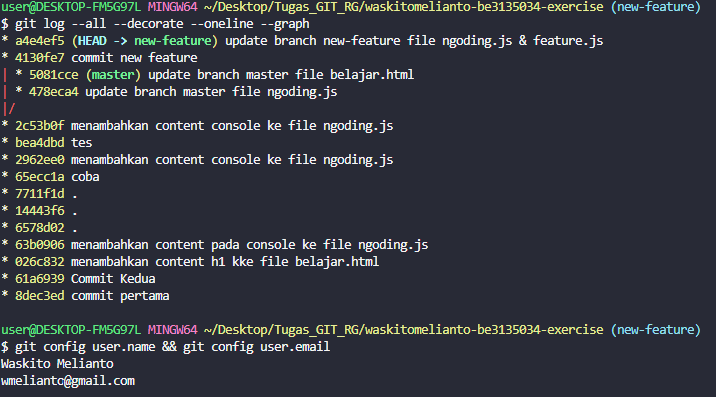 user@DESKTOP-FM5G97L MINGW64 ~/Desktop/Tugas_GIT_RG/waskitomelianto-be3135034-exercise (new-feature)
$ git log --all --decorate --oneline --graph
* a4e4ef5 (HEAD -> new-feature) update branch new-feature file ngoding.js & feature.js
* 4130fe7 commit new feature
| * 5081cce (master) update branch master file belajar.html
| * 478eca4 update branch master file ngoding.js
|/
* 2c53b0f menambahkan content console ke file ngoding.js
* bea4dbd tes
* 2962ee0 menambahkan content console ke file ngoding.js
* 65ecc1a coba
* 7711f1d .
* 14443f6 .
* 6578d02 .
* 63b0906 menambahkan content pada console ke file ngoding.js
* 026c832 menambahkan content h1 kke file belajar.html
* 61a6939 Commit Kedua
* 8dec3ed commit pertama
user@DESKTOP-FM5G97L MINGW64 ~/Desktop/Tugas_GIT_RG/waskitomelianto-be3135034-exercise (new-feature)
$ git config user.name && git config user.email
Waskito Melianto
wmelianto@gmail.com